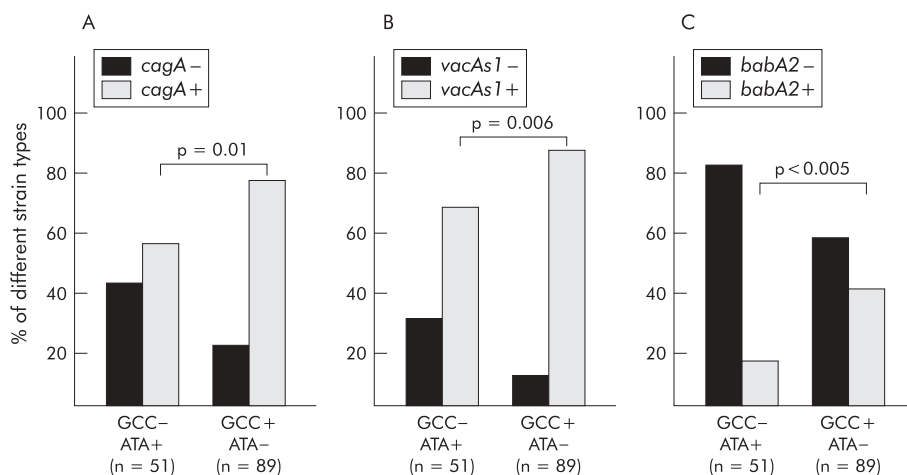 A
cagA –
cagA +
% of different strain types
100
80
60
40
20
p = 0.01
GCC–
ATA+
(n = 51)
GCC +
ATA–
(n = 89)
B
vacAs1 –
vacAs1 +
100
80
60
40
20
p = 0.006
GCC–
ATA+
(n = 51)
GCC +
ATA–
(n = 89)
C
babA2 –
babA2 +
100
80
60
40
20
p < 0.005
GCC–
ATA+
(n = 51)
GCC +
ATA–
(n = 89)